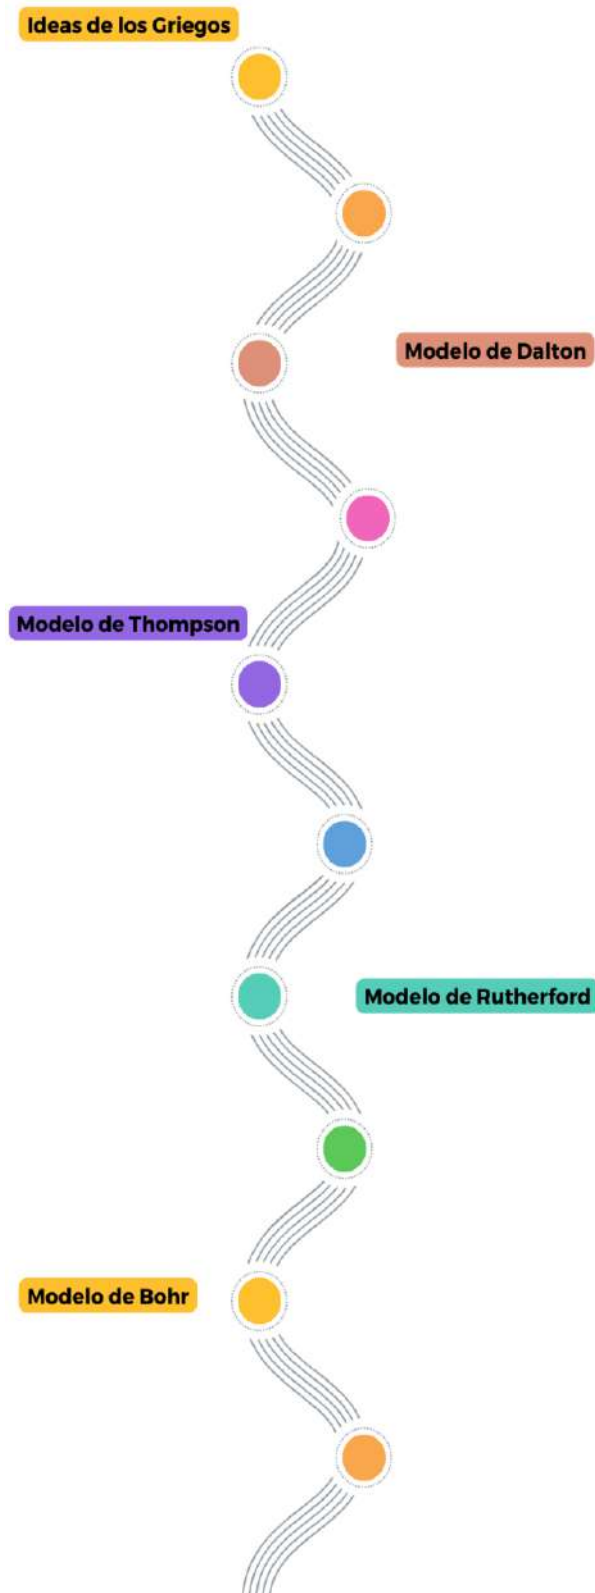 Ideas de los Griegos
Modelo de Dalton
Modelo de Thompson
Modelo de Rutherford
Modelo de Bohr